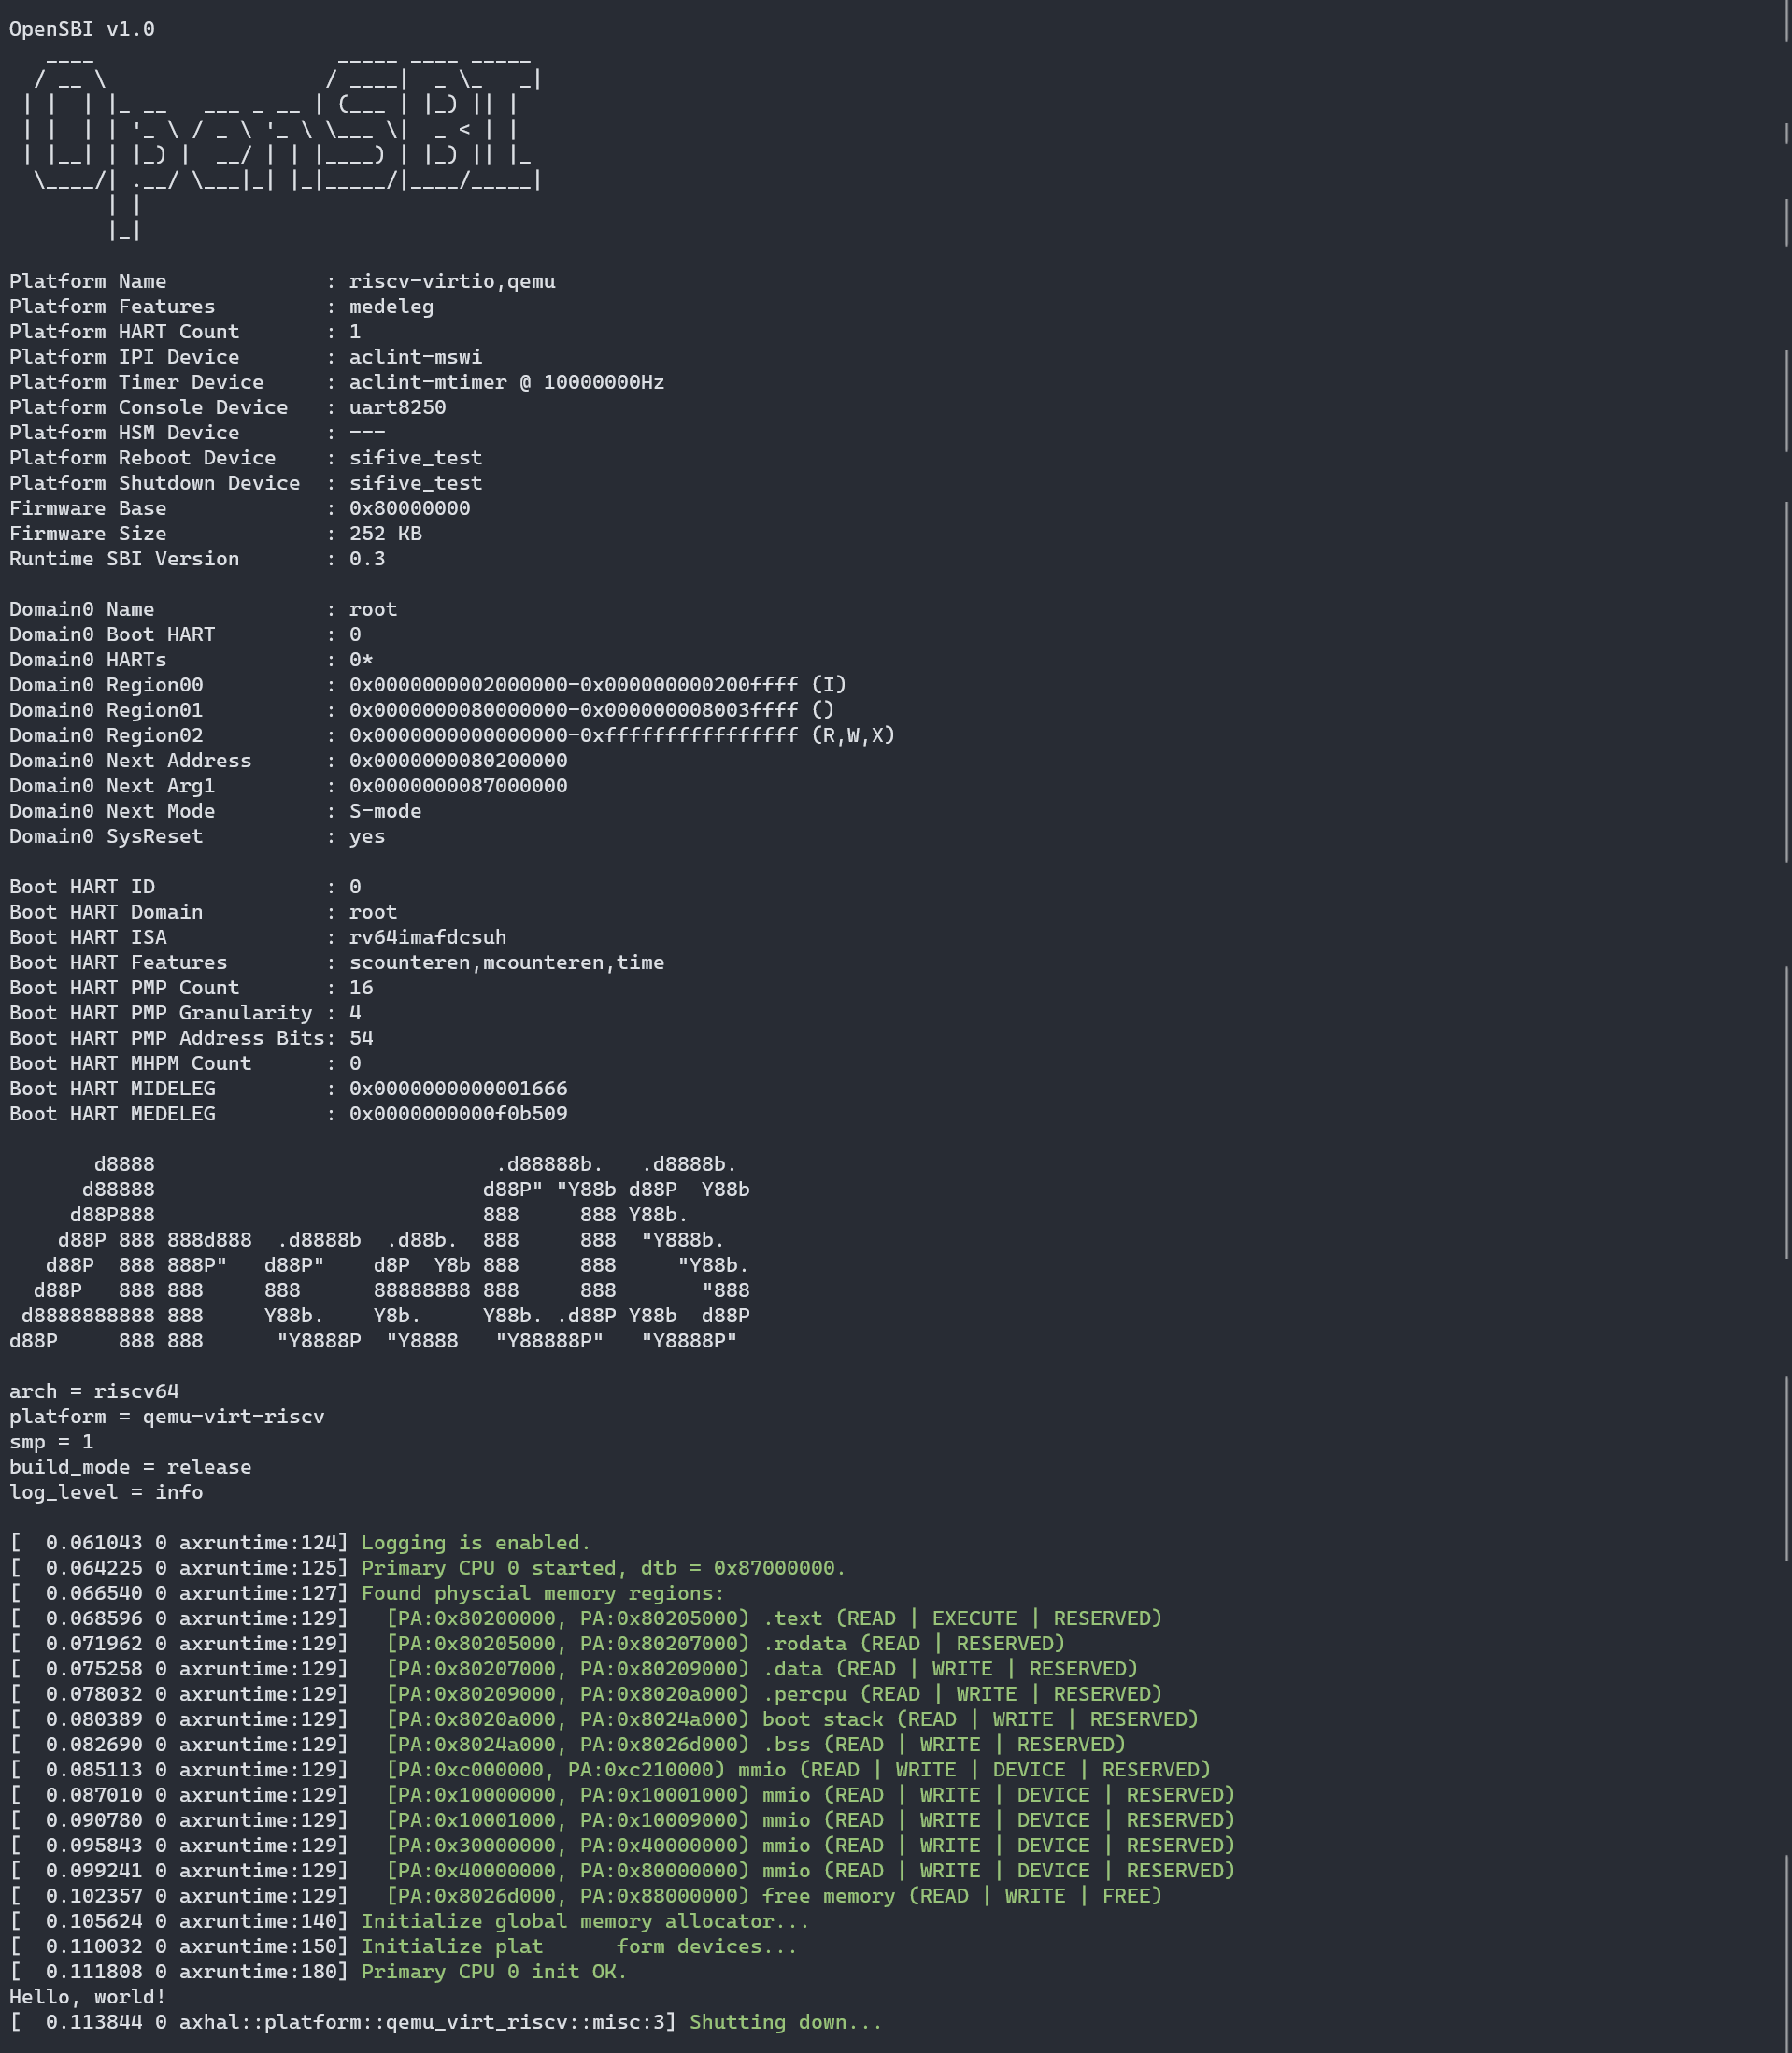 OpenSBI v1.0
   ____                    _____ ____ _____
  / __ \                  / ____|  _ \_   _|
 | |  | |_ __   ___ _ __ | (___ | |_) || |
 | |  | | '_ \ / _ \ '_ \ \___ \|  _ < | |
 | |__| | |_) |  __/ | | |____) | |_) || |_
  \____/| .__/ \___|_| |_|_____/|____/_____|
        | |
        |_|

Platform Name             : riscv-virtio,qemu
Platform Features         : medeleg
Platform HART Count       : 1
Platform IPI Device       : aclint-mswi
Platform Timer Device     : aclint-mtimer @ 10000000Hz
Platform Console Device   : uart8250
Platform HSM Device       : ---
Platform Reboot Device    : sifive_test
Platform Shutdown Device  : sifive_test
Firmware Base             : 0x80000000
Firmware Size             : 252 KB
Runtime SBI Version       : 0.3

Domain0 Name              : root
Domain0 Boot HART         : 0
Domain0 HARTs             : 0*
Domain0 Region00          : 0x0000000002000000-0x000000000200ffff (I)
Domain0 Region01          : 0x0000000080000000-0x000000008003ffff ()
Domain0 Region02          : 0x0000000000000000-0xffffffffffffffff (R,W,X)
Domain0 Next Address      : 0x0000000080200000
Domain0 Next Arg1         : 0x0000000087000000
Domain0 Next Mode         : S-mode
Domain0 SysReset          : yes

Boot HART ID              : 0
Boot HART Domain          : root
Boot HART ISA             : rv64imafdcsuh
Boot HART Features        : scounteren,mcounteren,time
Boot HART PMP Count       : 16
Boot HART PMP Granularity : 4
Boot HART PMP Address Bits: 54
Boot HART MHPM Count      : 0
Boot HART MIDELEG         : 0x0000000000001666
Boot HART MEDELEG         : 0x0000000000f0b509

       d8888                            .d88888b.   .d8888b.
      d88888                           d88P" "Y88b d88P  Y88b
     d88P888                           888     888 Y88b.
    d88P 888 888d888  .d8888b  .d88b.  888     888  "Y888b.
   d88P  888 888P"   d88P"    d8P  Y8b 888     888     "Y88b.
  d88P   888 888     888      88888888 888     888       "888
 d8888888888 888     Y88b.    Y8b.     Y88b. .d88P Y88b  d88P
d88P     888 888      "Y8888P  "Y8888   "Y88888P"   "Y8888P"

arch = riscv64
platform = qemu-virt-riscv
smp = 1
build_mode = release
log_level = info

[  0.061043 0 axruntime:124] Logging is enabled.
[  0.064225 0 axruntime:125] Primary CPU 0 started, dtb = 0x87000000.
[  0.066540 0 axruntime:127] Found physcial memory regions:
[  0.068596 0 axruntime:129]   [PA:0x80200000, PA:0x80205000) .text (READ | EXECUTE | RESERVED)
[  0.071962 0 axruntime:129]   [PA:0x80205000, PA:0x80207000) .rodata (READ | RESERVED)
[  0.075258 0 axruntime:129]   [PA:0x80207000, PA:0x80209000) .data (READ | WRITE | RESERVED)
[  0.078032 0 axruntime:129]   [PA:0x80209000, PA:0x8020a000) .percpu (READ | WRITE | RESERVED)
[  0.080389 0 axruntime:129]   [PA:0x8020a000, PA:0x8024a000) boot stack (READ | WRITE | RESERVED)
[  0.082690 0 axruntime:129]   [PA:0x8024a000, PA:0x8026d000) .bss (READ | WRITE | RESERVED)
[  0.085113 0 axruntime:129]   [PA:0xc000000, PA:0xc210000) mmio (READ | WRITE | DEVICE | RESERVED)
[  0.087010 0 axruntime:129]   [PA:0x10000000, PA:0x10001000) mmio (READ | WRITE | DEVICE | RESERVED)
[  0.090780 0 axruntime:129]   [PA:0x10001000, PA:0x10009000) mmio (READ | WRITE | DEVICE | RESERVED)
[  0.095843 0 axruntime:129]   [PA:0x30000000, PA:0x40000000) mmio (READ | WRITE | DEVICE | RESERVED)
[  0.099241 0 axruntime:129]   [PA:0x40000000, PA:0x80000000) mmio (READ | WRITE | DEVICE | RESERVED)
[  0.102357 0 axruntime:129]   [PA:0x8026d000, PA:0x88000000) free memory (READ | WRITE | FREE)
[  0.105624 0 axruntime:140] Initialize global memory allocator...
[  0.110032 0 axruntime:150] Initialize plat      form devices...
[  0.111808 0 axruntime:180] Primary CPU 0 init OK.
Hello, world!
[  0.113844 0 axhal::platform::qemu_virt_riscv::misc:3] Shutting down...